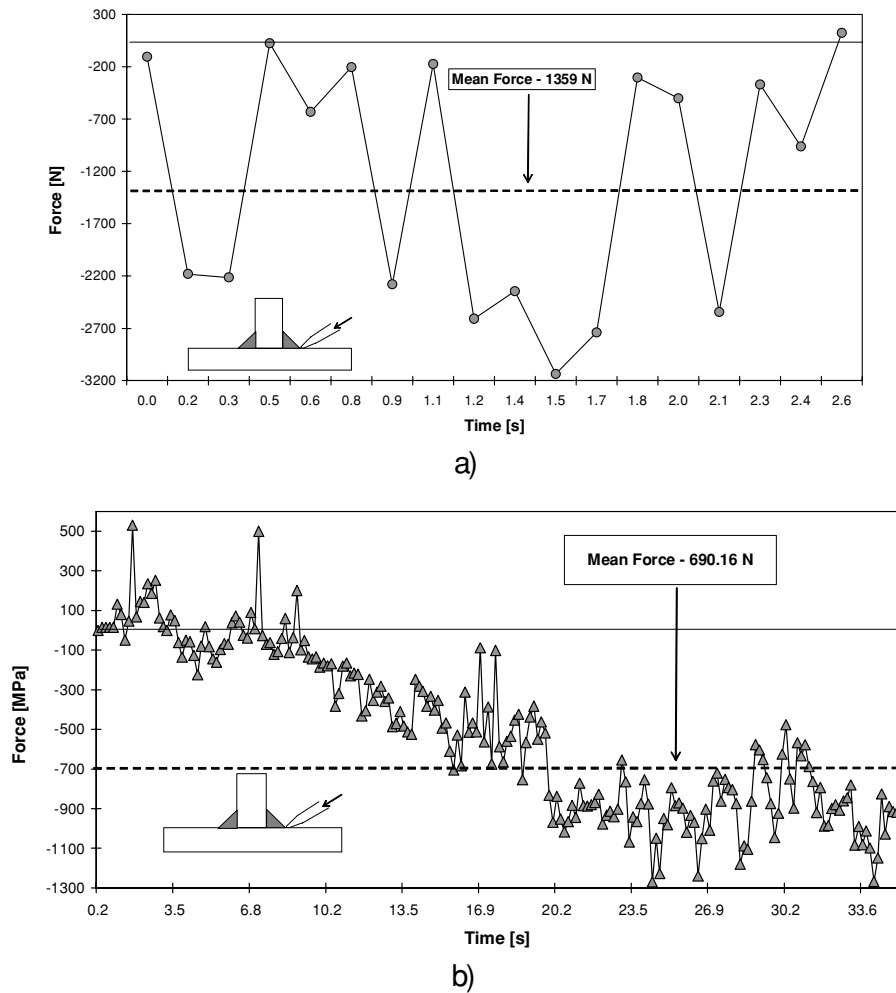 300
-200
-700
-1200
-1700
-2200
-2700
-3200
Force [N]
Mean Force - 1359 N
0.0 0.2 0.3 0.5 0.6 0.8 0.9 1.1 1.2 1.4 1.5 1.7 1.8 2.0 2.1 2.3 2.4 2.6
Time [s]
a)
500
300
100
-100
-300
-500
-700
-900
-1100
-1300
Force [MPa]
Mean Force - 690.16 N
0.2 3.5 6.8 10.2 13.5 16.9 20.2 23.5 26.9 30.2 33.6
Time [s]
b)